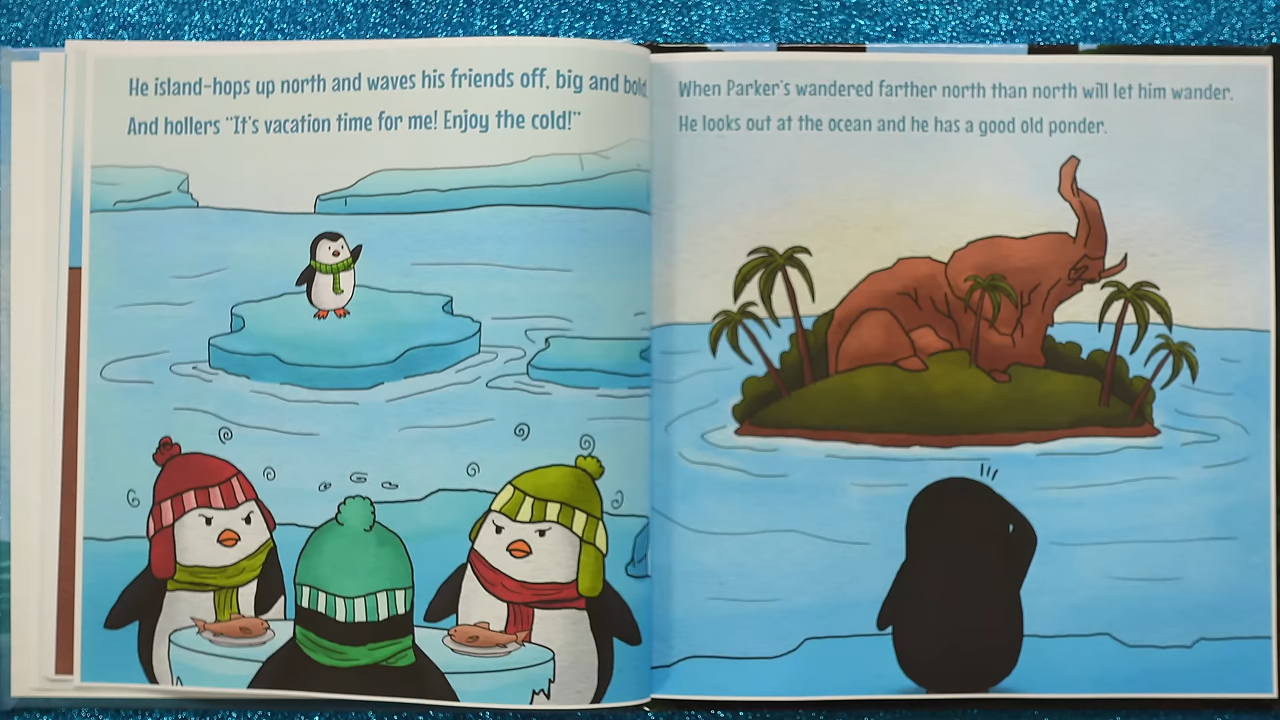 He island-hops up north and waves his friends off, big and bold
And hollers "It's vacation time for me! Enjoy the cold!"
When Parker's wandered farther north than north will let him wander.
He looks out at the ocean and he has a good old ponder.